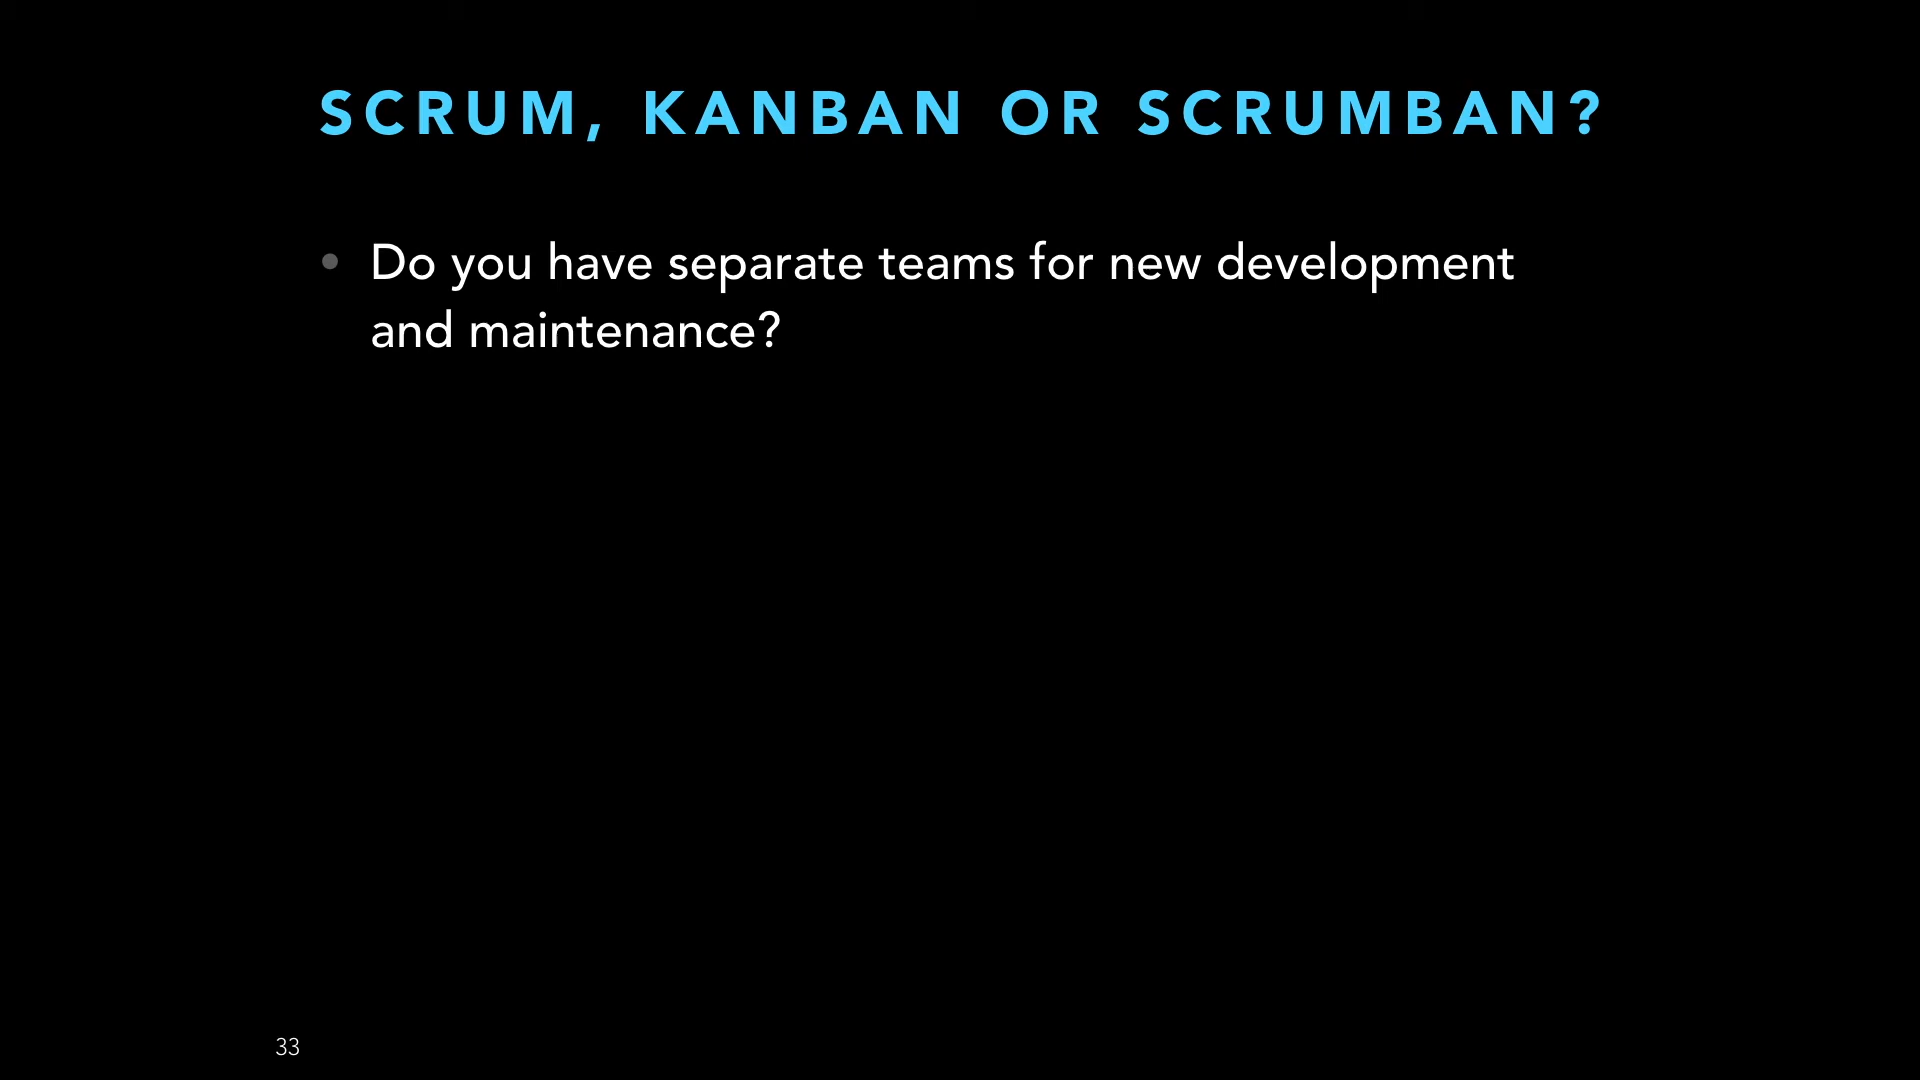 SCRUM, KANBAN OR SCRUMBAN?
• Do you have separate teams for new development
and maintenance?
33